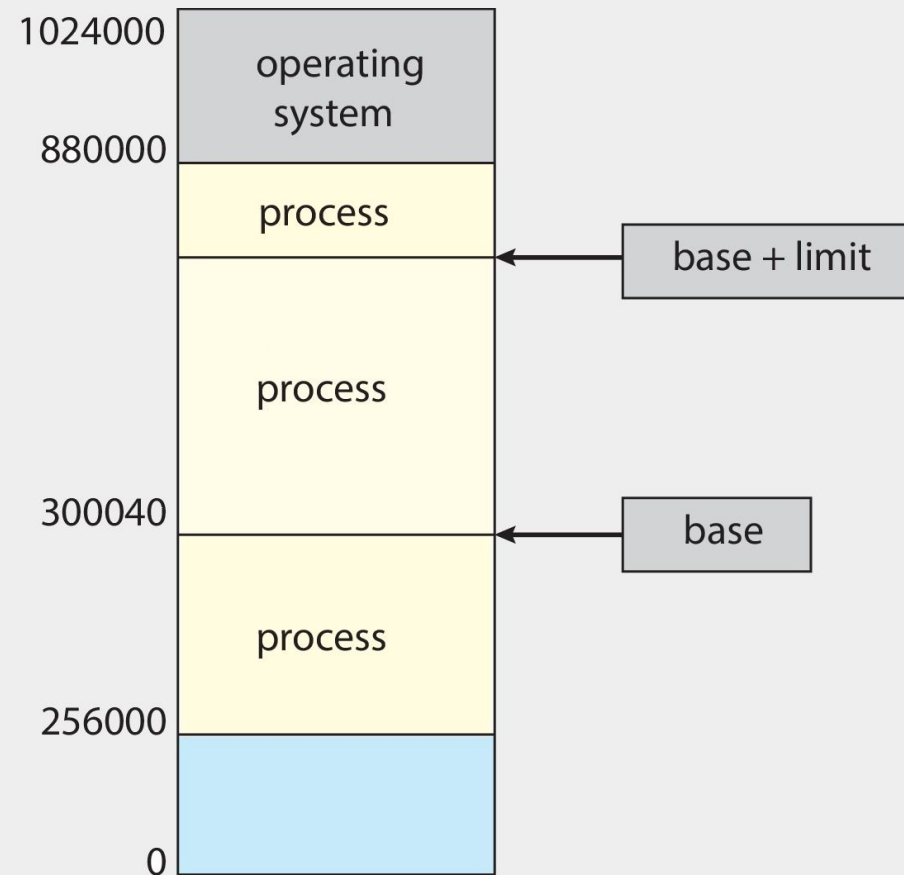 1024000
operating
system
880000
process
base + limit
process
300040
base
process
256000
0